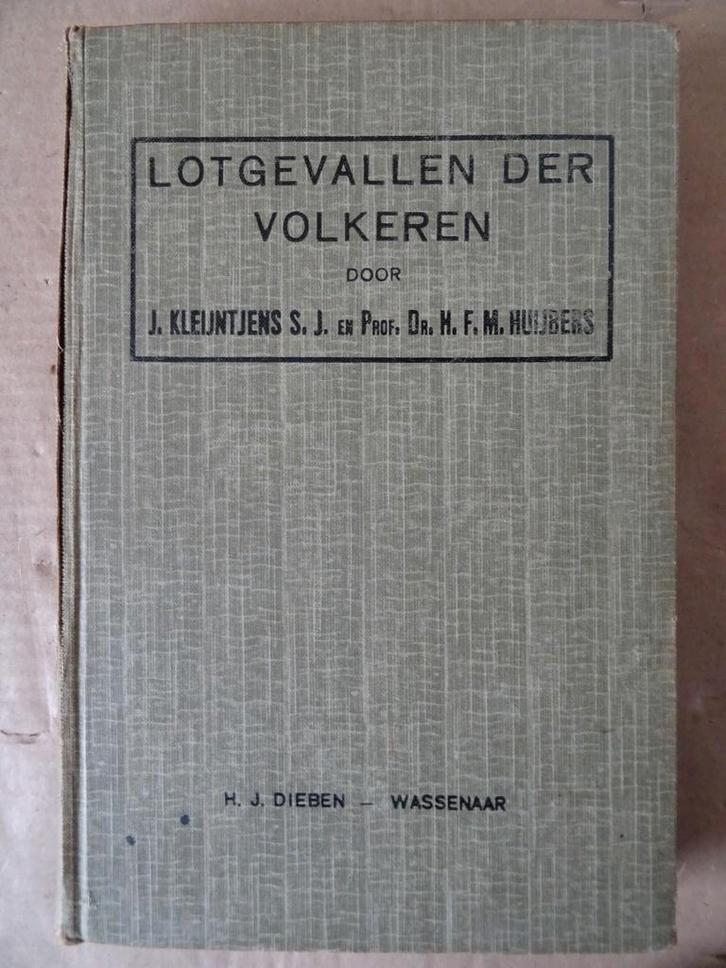 LOTGEVALLEN DER
VOLKEREN
DOOR
J. KLEIJNTJENS S. J. EN PROF. DR. H. F. M. HUIJBERS
H. J. DIEBEN — WASSENAAR